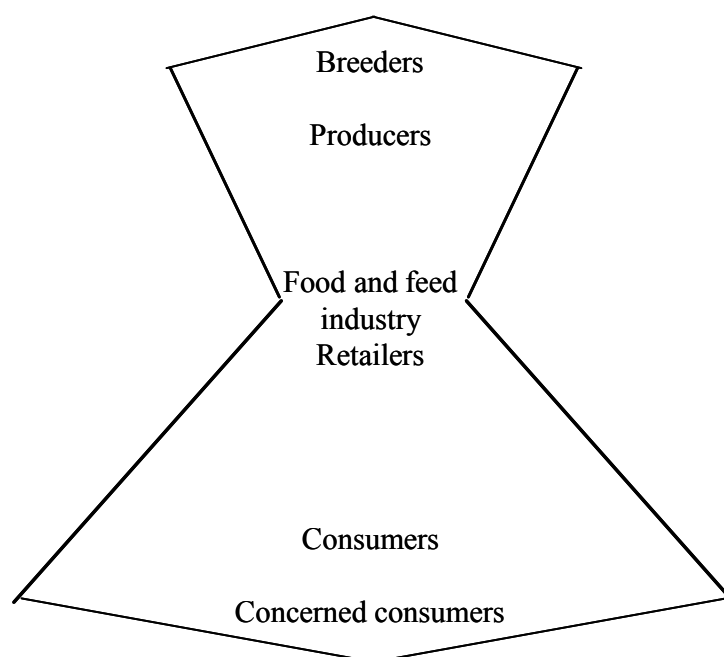 Breeders
Producers
Food and feed
industry
Retailers
Consumers
Concerned consumers